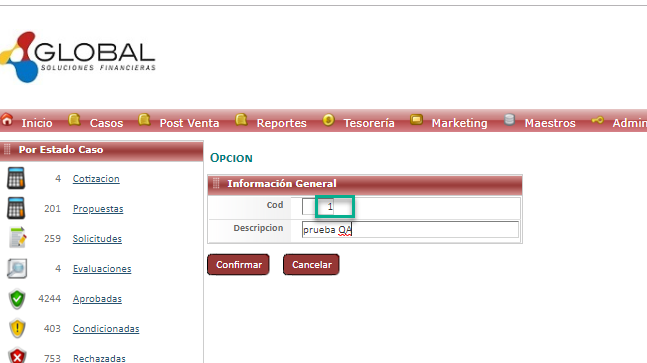 GLOBAL
SOLUCIONES FINANCIERAS
Inicio Casos Post Venta Reportes Tesorería Marketing Maestros Admin
Por Estado Caso
4 Cotizacion
201 Propuestas
259 Solicitudes
4 Evaluaciones
4244 Aprobadas
403 Condicionadas
753 Rechazadas
OPCION
Información General
Cod 1
Descripcion prueba QA
Confirmar Cancelar